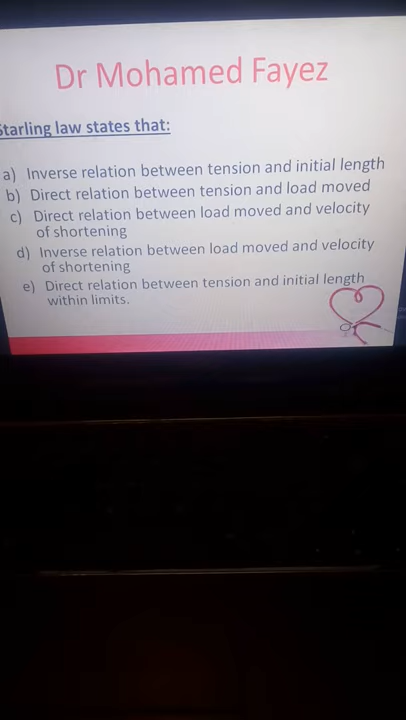 Dr Mohamed Fayez
Starling law states that:
a) Inverse relation between tension and initial length
b) Direct relation between tension and load moved
c) Direct relation between load moved and velocity
of shortening
d) Inverse relation between load moved and velocity
of shortening
e) Direct relation between tension and initial length
within limits.